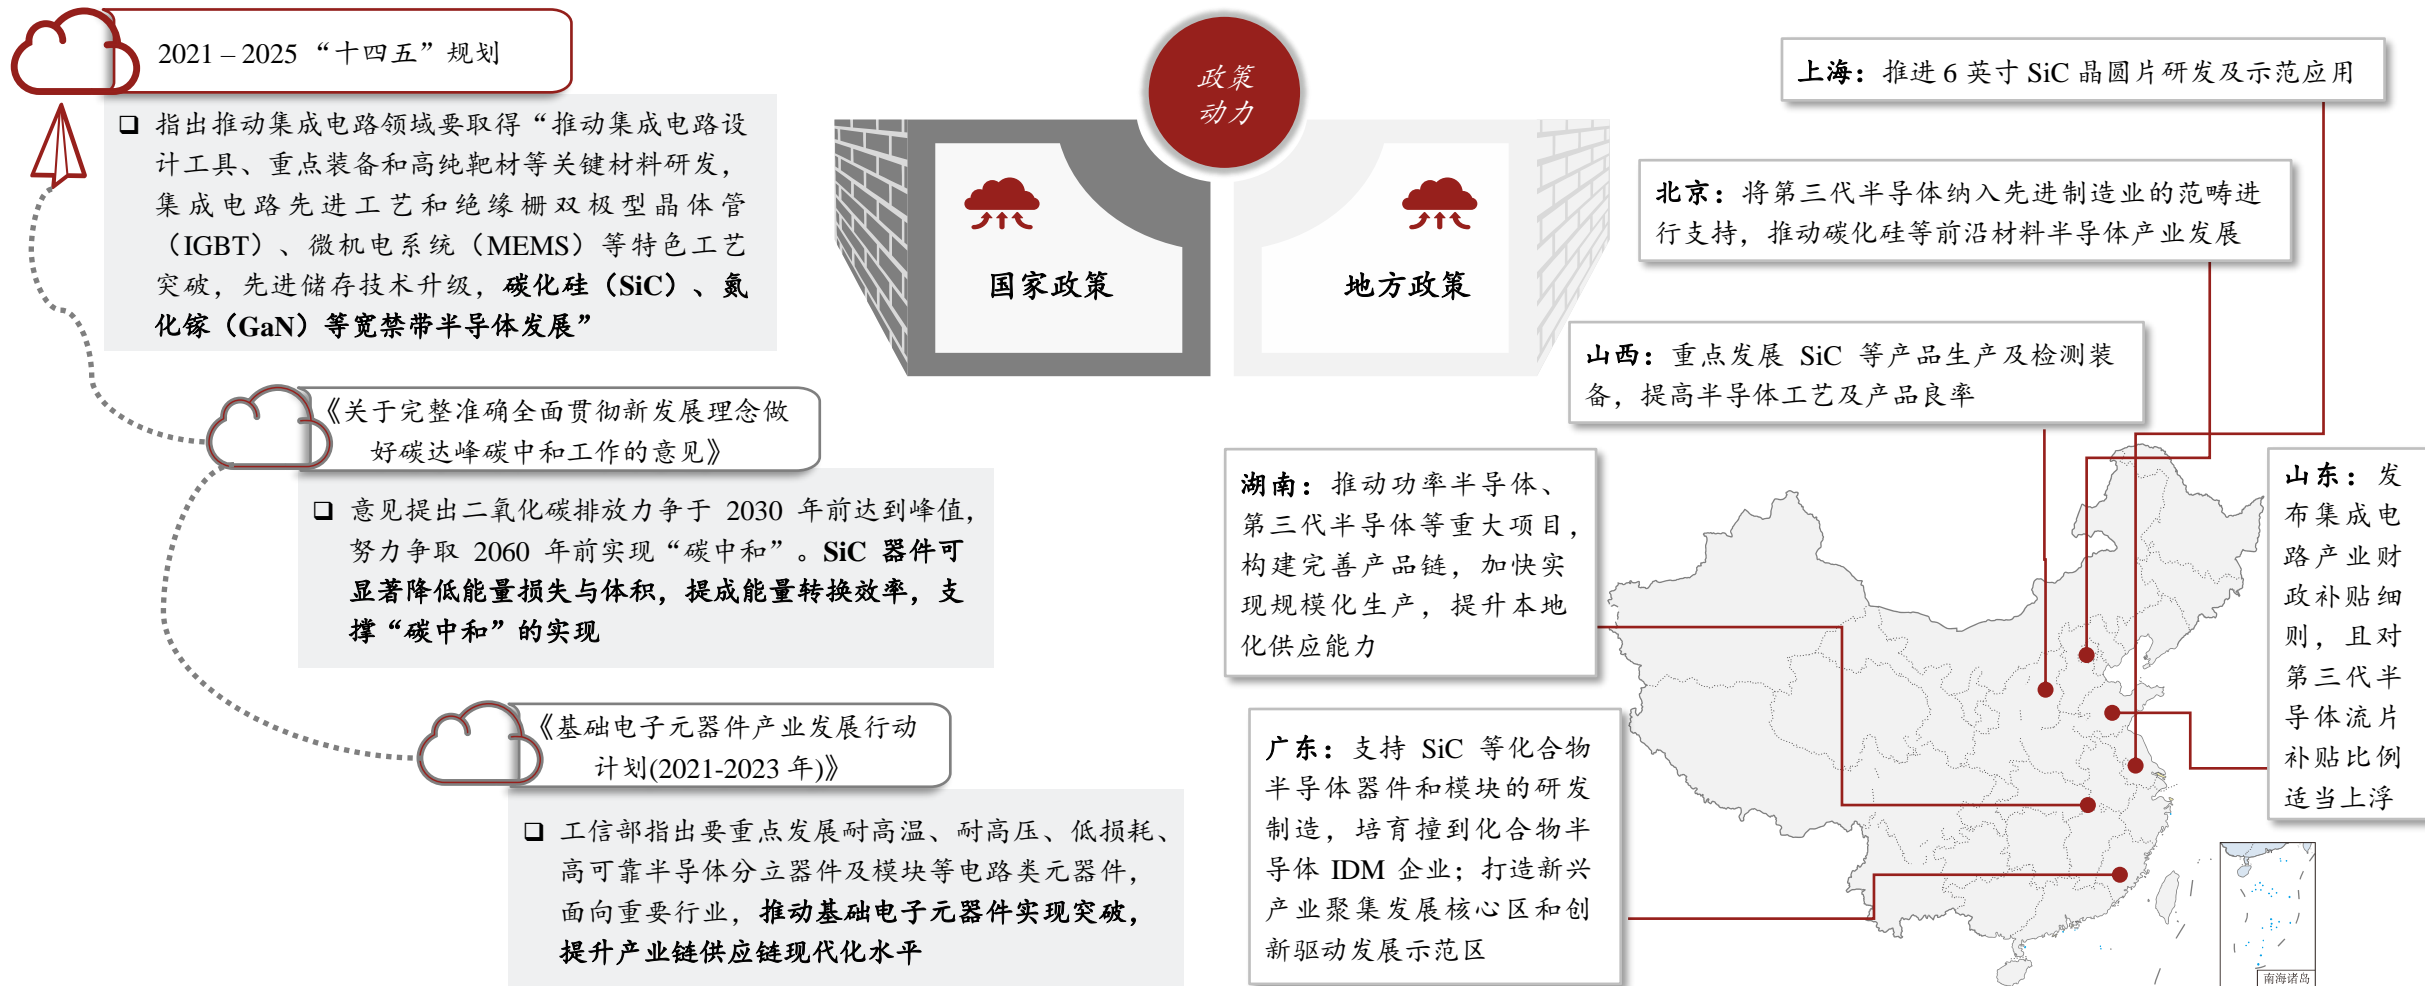 2021 – 2025 “十四五”规划
指出推动集成电路领域要取得“推动集成电路设
计工具、重点装备和高纯靶材等关键材料研发，
集成电路先进工艺和绝缘栅双极型晶体管
（IGBT）、微机电系统（MEMS）等特色工艺
突破，先进储存技术升级，碳化硅（SiC）、氮
化镓（GaN）等宽禁带半导体发展”
《关于完整准确全面贯彻新发展理念做
好碳达峰碳中和工作的意见》
意见提出二氧化碳排放力争于 2030 年前达到峰值，
努力争取 2060 年前实现“碳中和”。SiC 器件可
显著降低能量损失与体积，提成能量转换效率，支
撑“碳中和”的实现
《基础电子元器件产业发展行动
计划(2021-2023 年)》
工信部指出要重点发展耐高温、耐高压、低损耗、
高可靠半导体分立器件及模块等电路类元器件，
面向重要行业，推动基础电子元器件实现突破，
提升产业链供应链现代化水平
政策
动力
国家政策
地方政策
上海：推进 6 英寸 SiC 晶圆片研发及示范应用
北京：将第三代半导体纳入先进制造业的范畴进
行支持，推动碳化硅等前沿材料半导体产业发展
山西：重点发展 SiC 等产品生产及检测装
备，提高半导体工艺及产品良率
湖南：推动功率半导体、
第三代半导体等重大项目，
构建完善产品链，加快实
现规模化生产，提升本地
化供应能力
广东：支持 SiC 等化合物
半导体器件和模块的研发
制造，培育撞到化合物半
导体 IDM 企业；打造新兴
产业聚集发展核心区和创
新驱动发展示范区
山东：发
布集成电
路产业财
政补贴细
则，且对
第三代半
导体流片
补贴比例
适当上浮
南海诸岛